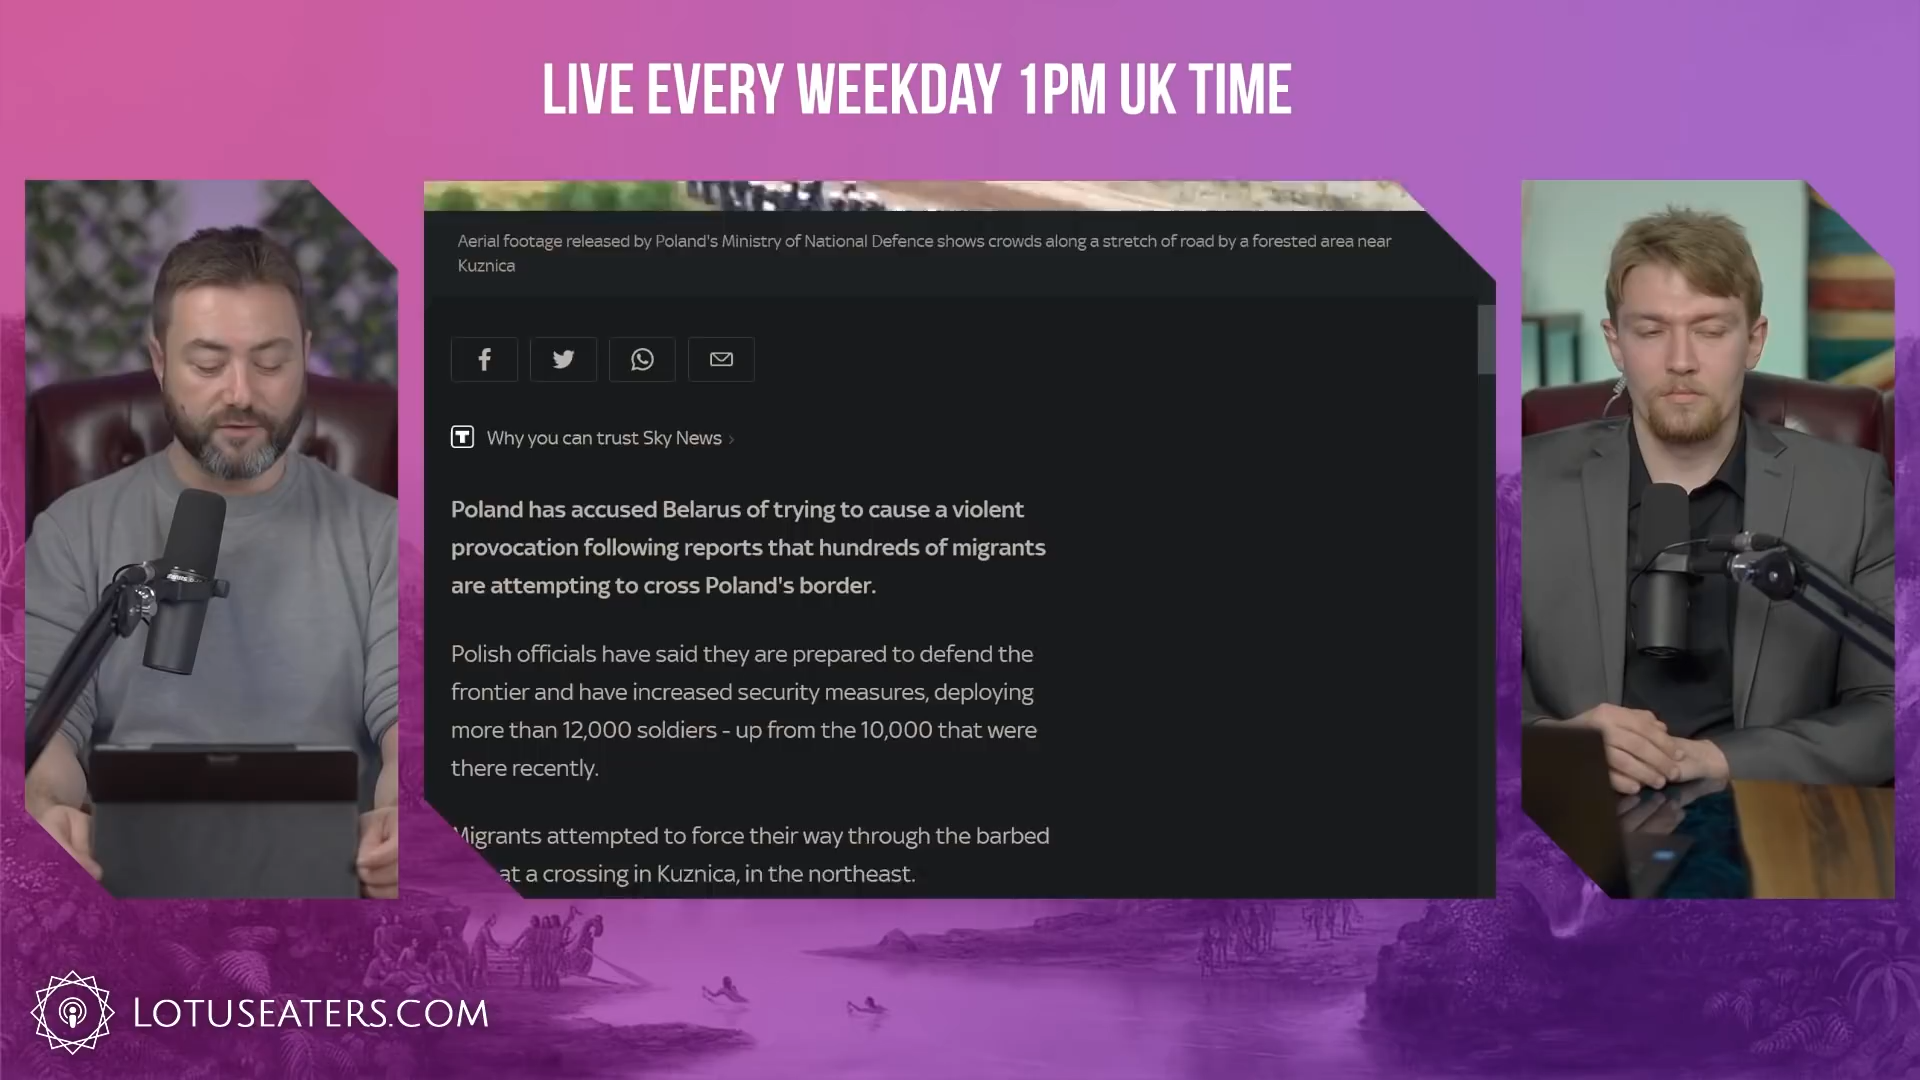 LIVE EVERY WEEKDAY 1PM UK TIME
Aerial footage released by Poland's Ministry of National Defence shows crowds along a stretch of road by a forested area near
Kuznica
Why you can trust Sky News
Poland has accused Belarus of trying to cause a violent
provocation following reports that hundreds of migrants
are attempting to cross Poland's border.
Polish officials have said they are prepared to defend the
frontier and have increased security measures, deploying
more than 12,000 soldiers - up from the 10,000 that were
there recently.
Migrants attempted to force their way through the barbed
at a crossing in Kuznica, in the northeast.
LOTUSEATERS.COM